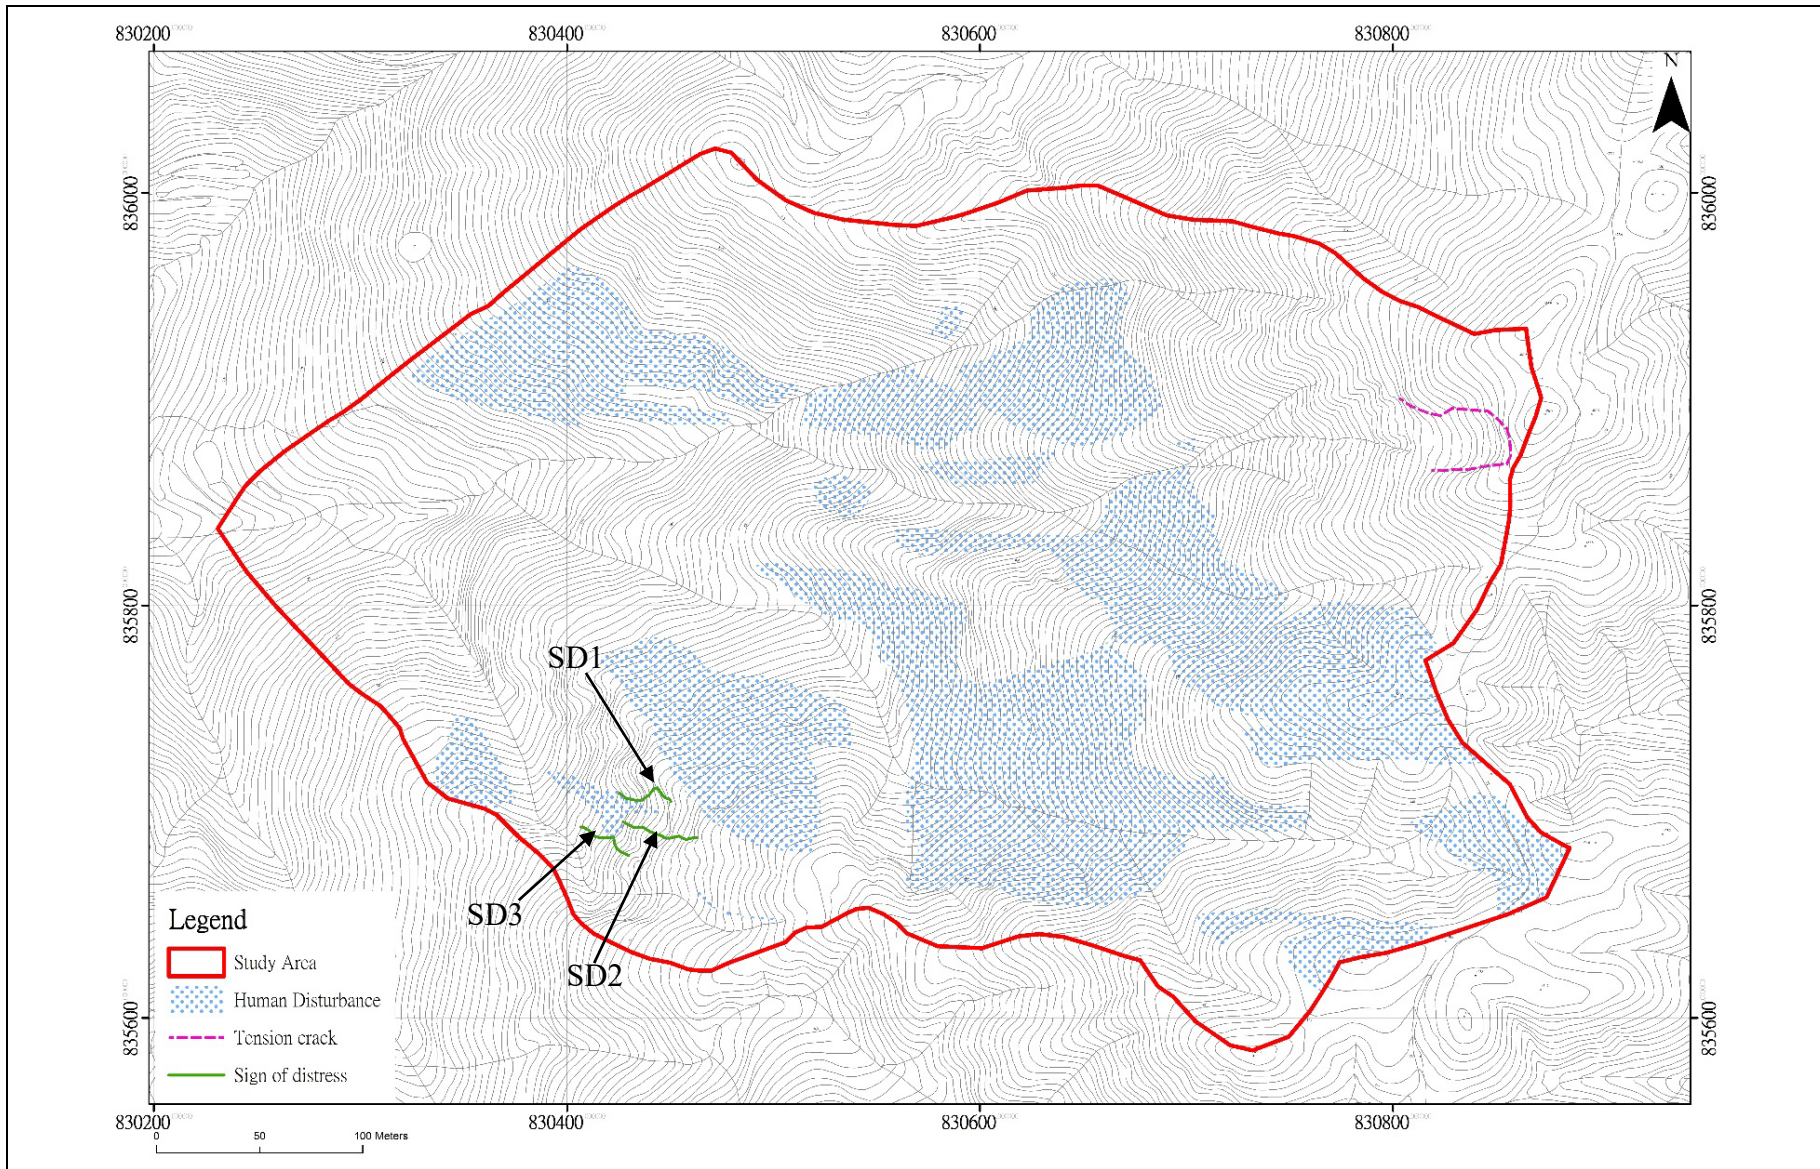 830200 830400 830600 830800
N
836000 836000
835800 835800
SD1
SD3
SD2
Legend
Study Area
Human Disturbance
Tension crack
Sign of distress
835600 835600
830200 830400 830600 830800
0 50 100 Meters